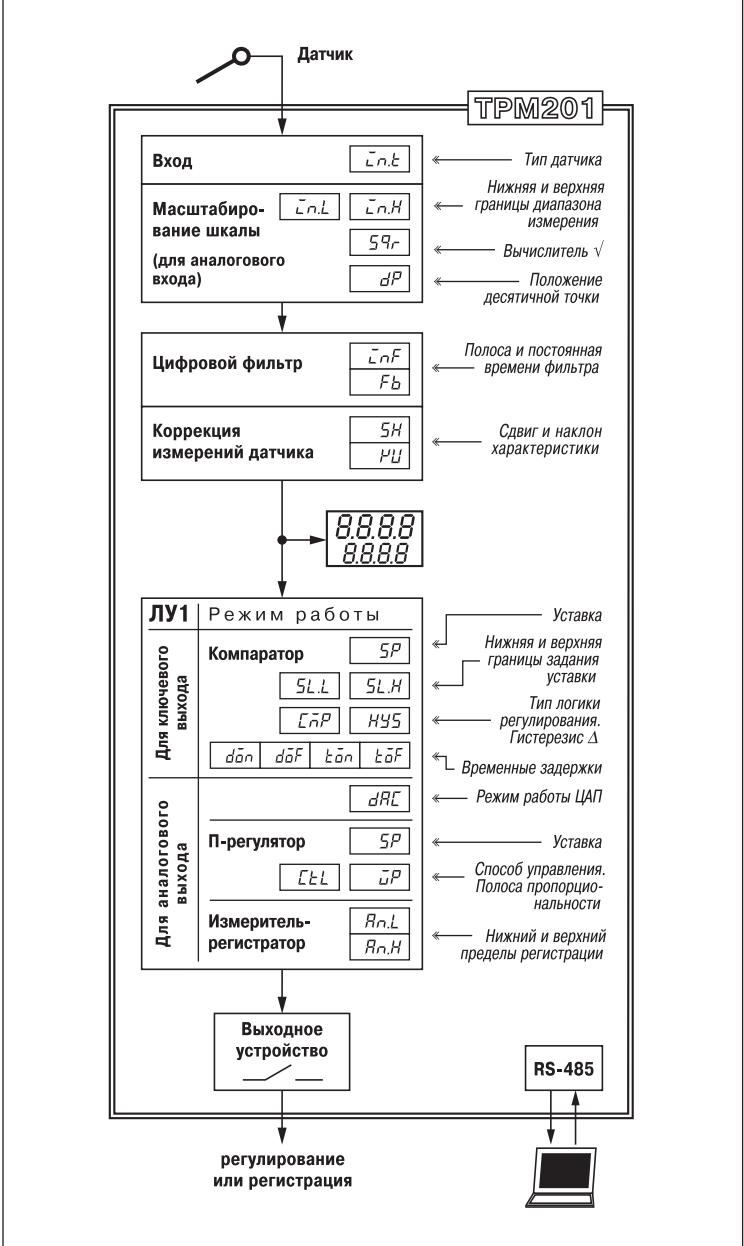 Датчик
ТРМ201
Вход
in.t
Тип датчика
Масштабиро-
вание шкалы
(для аналогового
входа)
in.L in.H
Нижняя и верхняя
границы диапазона
измерения
Sqr
Вычислитель √
dP
Положение
десятичной точки
Цифровой фильтр
inF
Fb
Полоса и постоянная
времени фильтра
Коррекция
измерений датчика
SH
KU
Сдвиг и наклон
характеристики
8.8.8.8
8.8.8.8
ЛУ1 Режим работы
Для ключевого
выхода
Компаратор
SP
Уставка
SL.L SL.H
Нижняя и верхняя
границы задания
уставки
CmP HYS
Тип логики
регулирования.
Гистерезис Δ
don doF ton toF
Временные задержки
Для аналогового
выхода
dAC
Режим работы ЦАП
П-регулятор
SP
Уставка
CtL
Способ управления.
Полоса пропорцио-
нальности
Измеритель-
регистратор
An.L
An.H
Нижний и верхний
пределы регистрации
Выходное
устройство
RS-485
регулирование
или регистрация